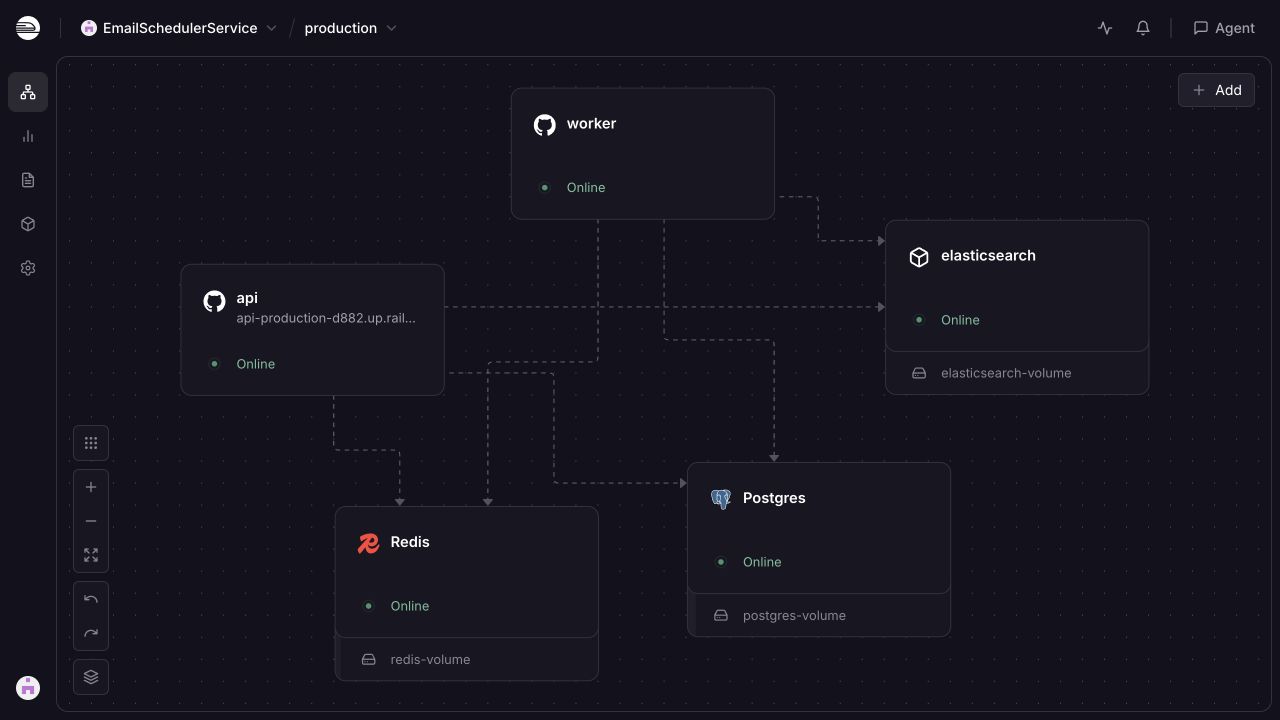 EmailSchedulerService / production
Agent
Add
worker
Online
elasticsearch
Online
elasticsearch-volume
api
api-production-d882.up.rail...
Online
Postgres
Online
postgres-volume
Redis
Online
redis-volume